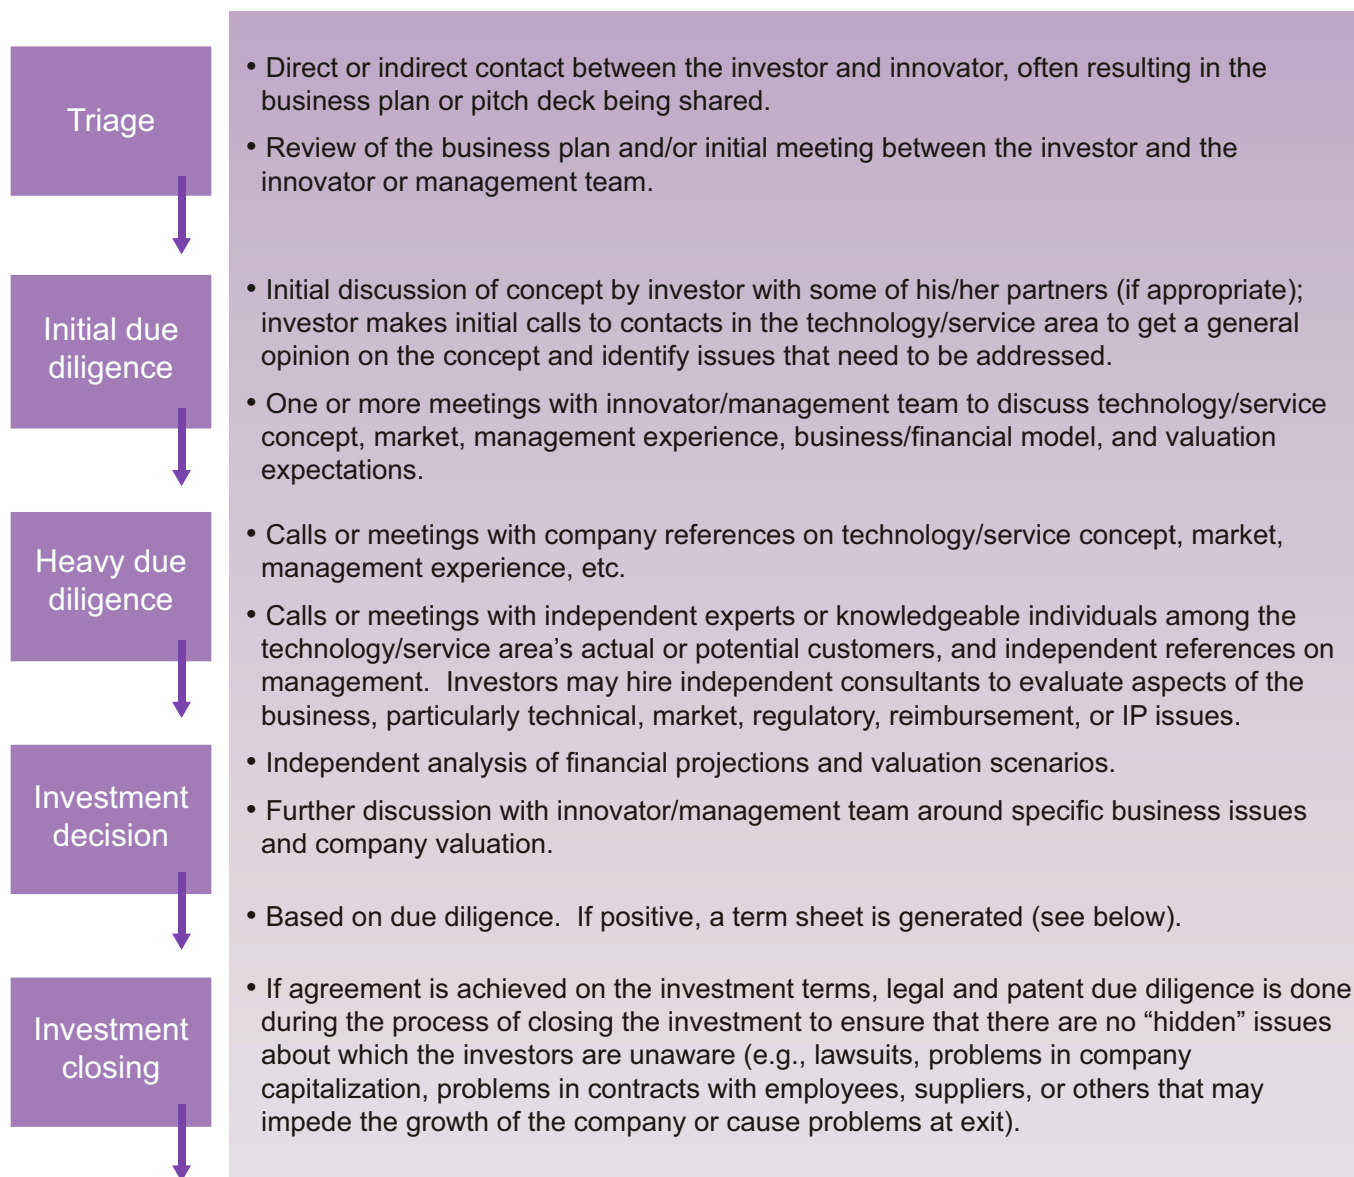 Triage
• Direct or indirect contact between the investor and innovator, often resulting in the
business plan or pitch deck being shared.
• Review of the business plan and/or initial meeting between the investor and the
innovator or management team.
Initial due
diligence
• Initial discussion of concept by investor with some of his/her partners (if appropriate);
investor makes initial calls to contacts in the technology/service area to get a general
opinion on the concept and identify issues that need to be addressed.
• One or more meetings with innovator/management team to discuss technology/service
concept, market, management experience, business/financial model, and valuation
expectations.
Heavy due
diligence
• Calls or meetings with company references on technology/service concept, market,
management experience, etc.
• Calls or meetings with independent experts or knowledgeable individuals among the
technology/service area’s actual or potential customers, and independent references on
management.  Investors may hire independent consultants to evaluate aspects of the
business, particularly technical, market, regulatory, reimbursement, or IP issues.
Investment
decision
• Independent analysis of financial projections and valuation scenarios.
• Further discussion with innovator/management team around specific business issues
and company valuation.
• Based on due diligence.  If positive, a term sheet is generated (see below).
Investment
closing
• If agreement is achieved on the investment terms, legal and patent due diligence is done
during the process of closing the investment to ensure that there are no “hidden” issues
about which the investors are unaware (e.g., lawsuits, problems in company
capitalization, problems in contracts with employees, suppliers, or others that may
impede the growth of the company or cause problems at exit).